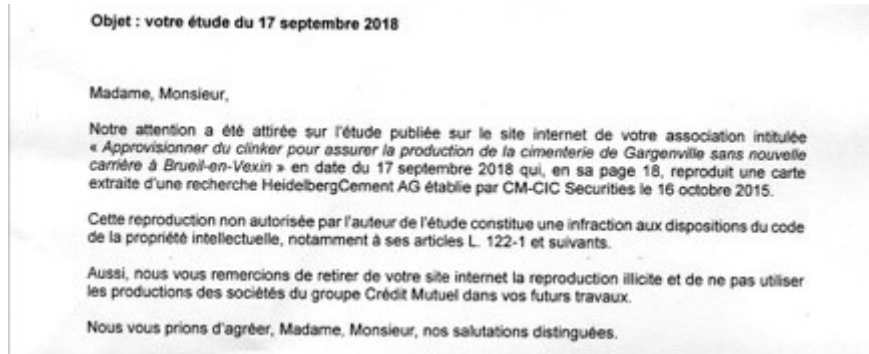 Objet : votre étude du 17 septembre 2018
Madame, Monsieur,
Notre attention a été attirée sur l'étude publiée sur le site internet de votre association intitulée
« Approvisionner du clinker pour assurer la production de la cimenterie de Gargenville sans nouvelle
carrière à Brueil-en-Vexin » en date du 17 septembre 2018 qui, en sa page 18, reproduit une carte
extraite d'une recherche HeidelbergCement AG établie par CM-CIC Securities le 16 octobre 2015.
Cette reproduction non autorisée par l'auteur de l'étude constitue une infraction aux dispositions du code
de la propriété intellectuelle, notamment à ses articles L. 122-1 et suivants.
Aussi, nous vous remercions de retirer de votre site internet la reproduction illicite et de ne pas utiliser
les productions des sociétés du groupe Crédit Mutuel dans vos futurs travaux.
Nous vous prions d'agréer, Madame, Monsieur, nos salutations distinguées.